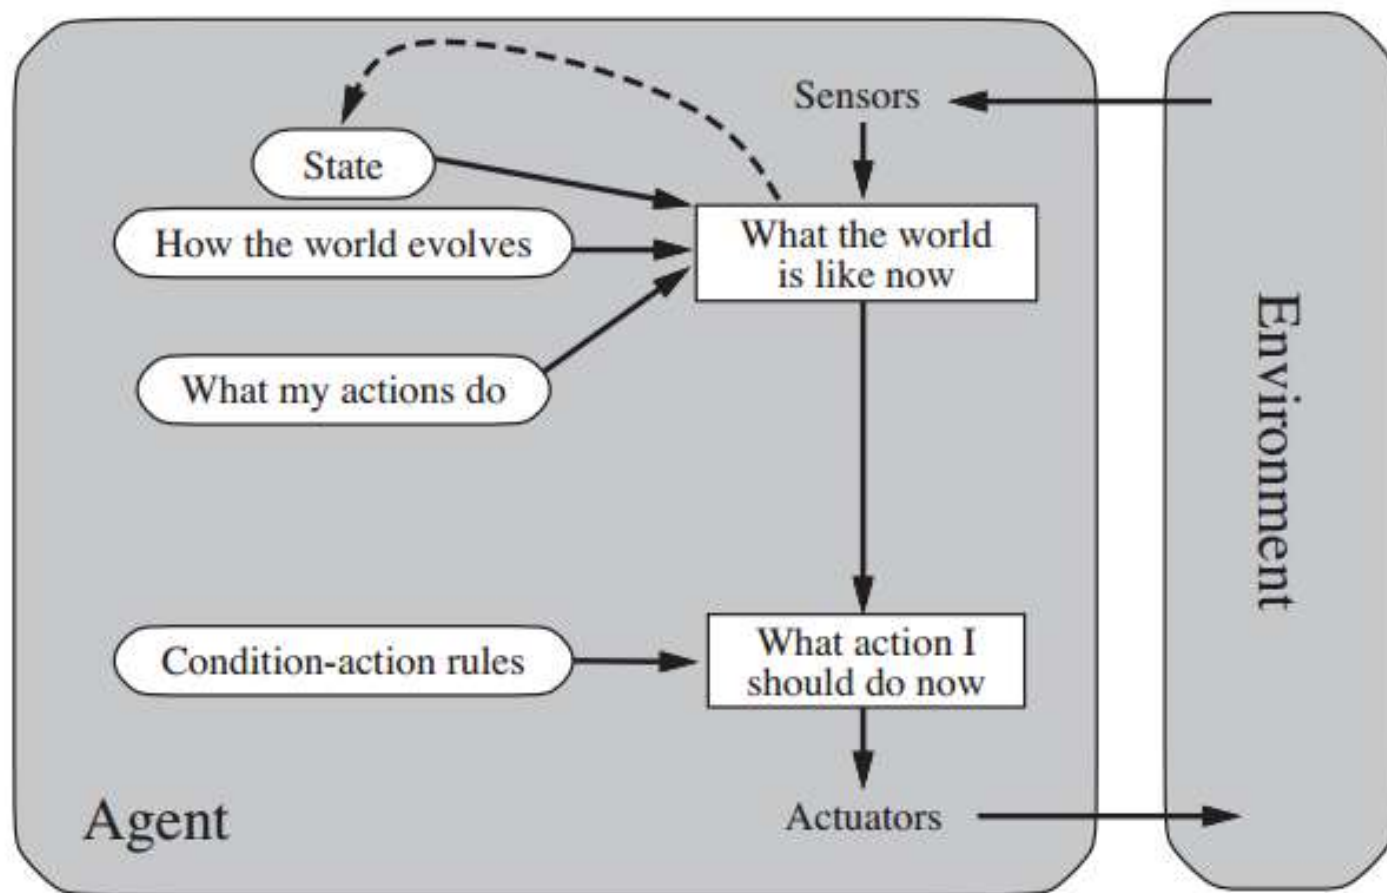 Sensors
State
How the world evolves
What the world
is like now
What my actions do
Environment
Condition-action rules
What action I
should do now
Agent
Actuators